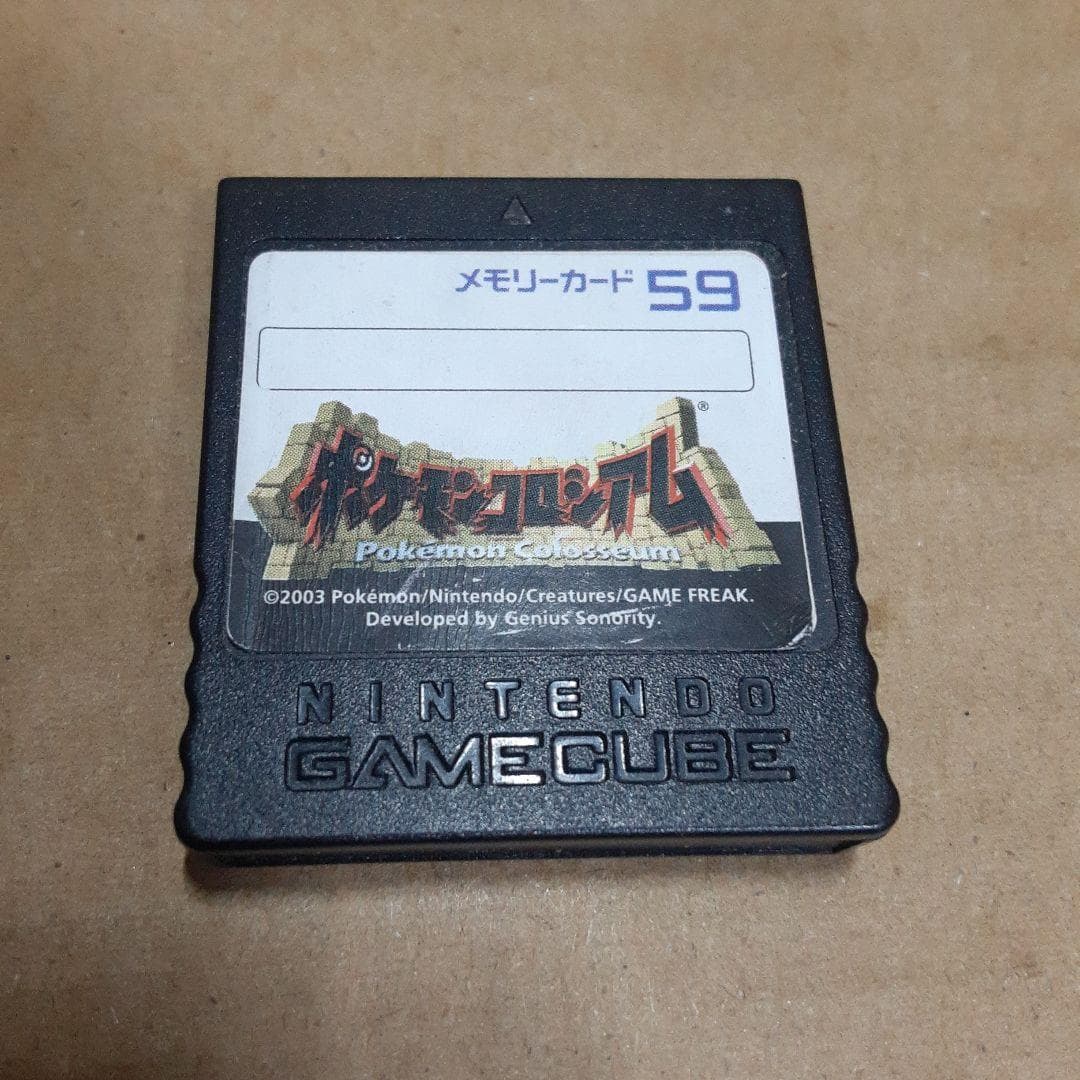 メモリーカード 59
®
ポケモンコロシアム
Pokémon Colosseum
©2003 Pokémon/Nintendo/Creatures/GAME FREAK.
Developed by Genius Sonority.
NINTENDO
GAMECUBE